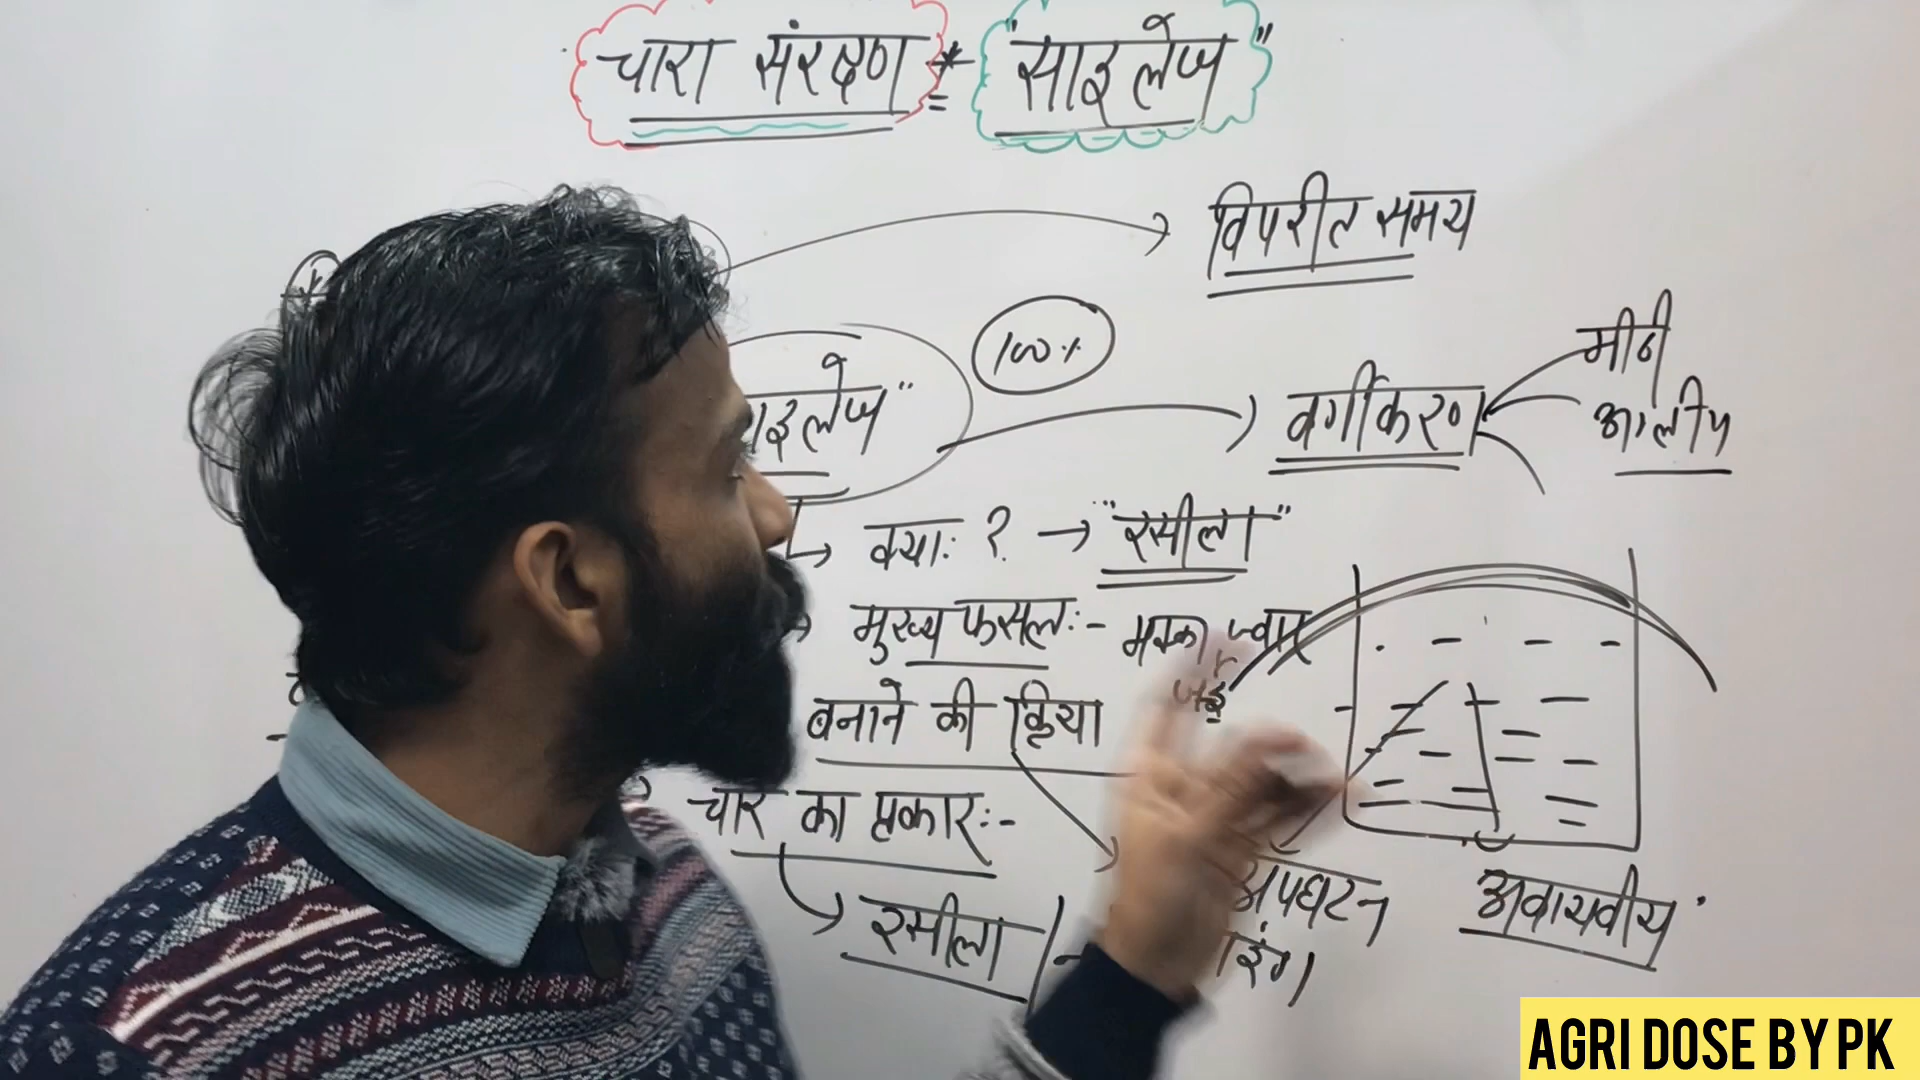 चारा संरक्षण * "साइलेज"
विपरीत समय
100%
मीठी
इलेज"
वर्गीकरण
अम्लीय
क्या: ? → "रसीला"
मुख्य फसल:- मक्का, ज्वार
जई
बनाने की क्रिया
चारे का प्रकार:-
अपघटन अवायवीय
रसीला
AGRI DOSE BY PK